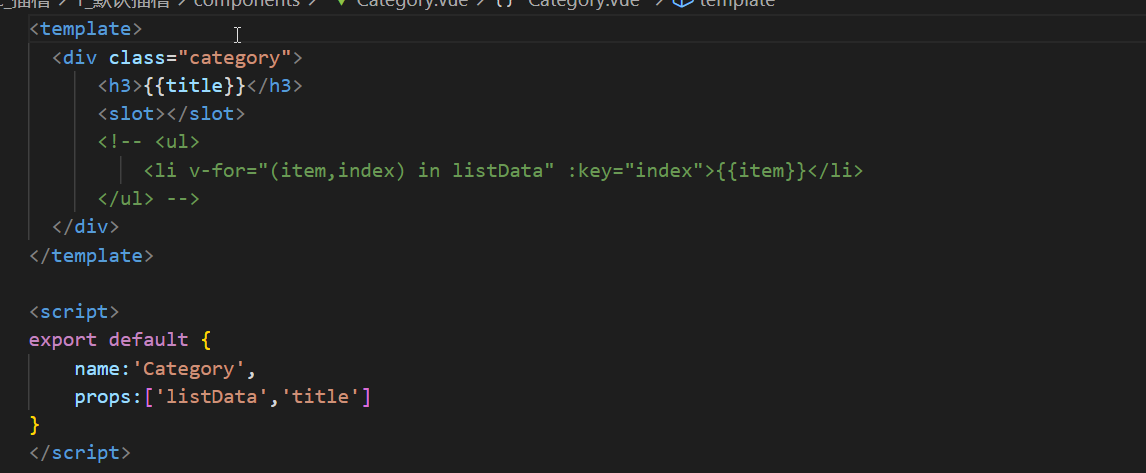 插槽 > 1_默认插槽 > components > Category.vue > {} "Category.vue" > template
<template>
  <div class="category">
      <h3>{{title}}</h3>
      <slot></slot>
      <!-- <ul>
          <li v-for="(item,index) in listData" :key="index">{{item}}</li>
      </ul> -->
  </div>
</template>

<script>
export default {
    name:'Category',
    props:['listData','title']
}
</script>